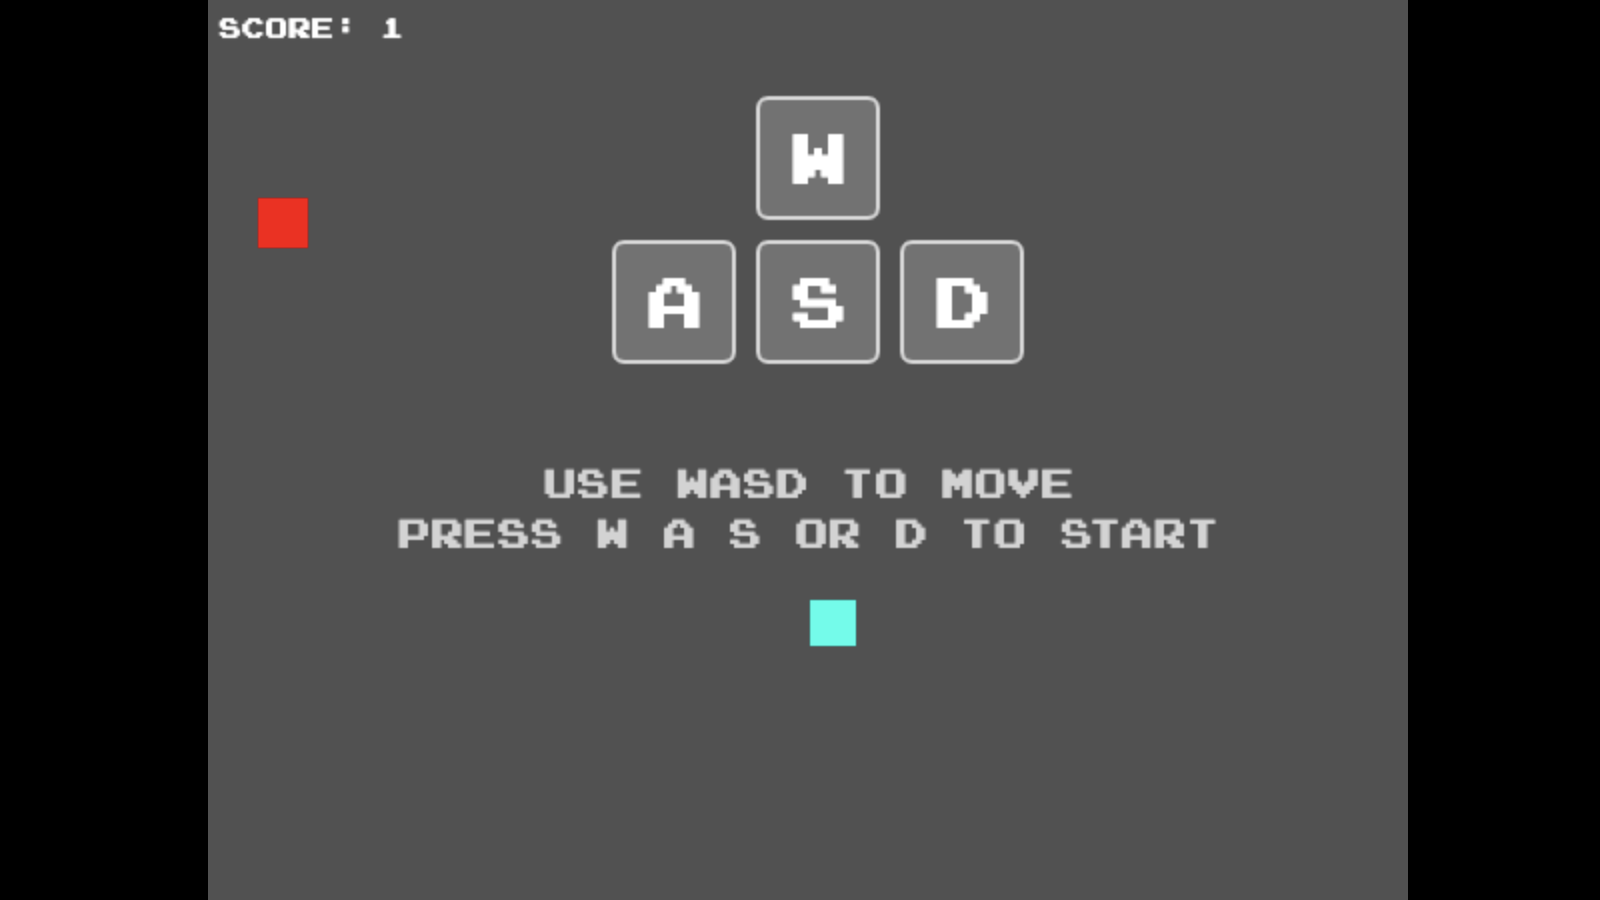 SCORE: 1
W
A S D
USE WASD TO MOVE
PRESS W A S OR D TO START